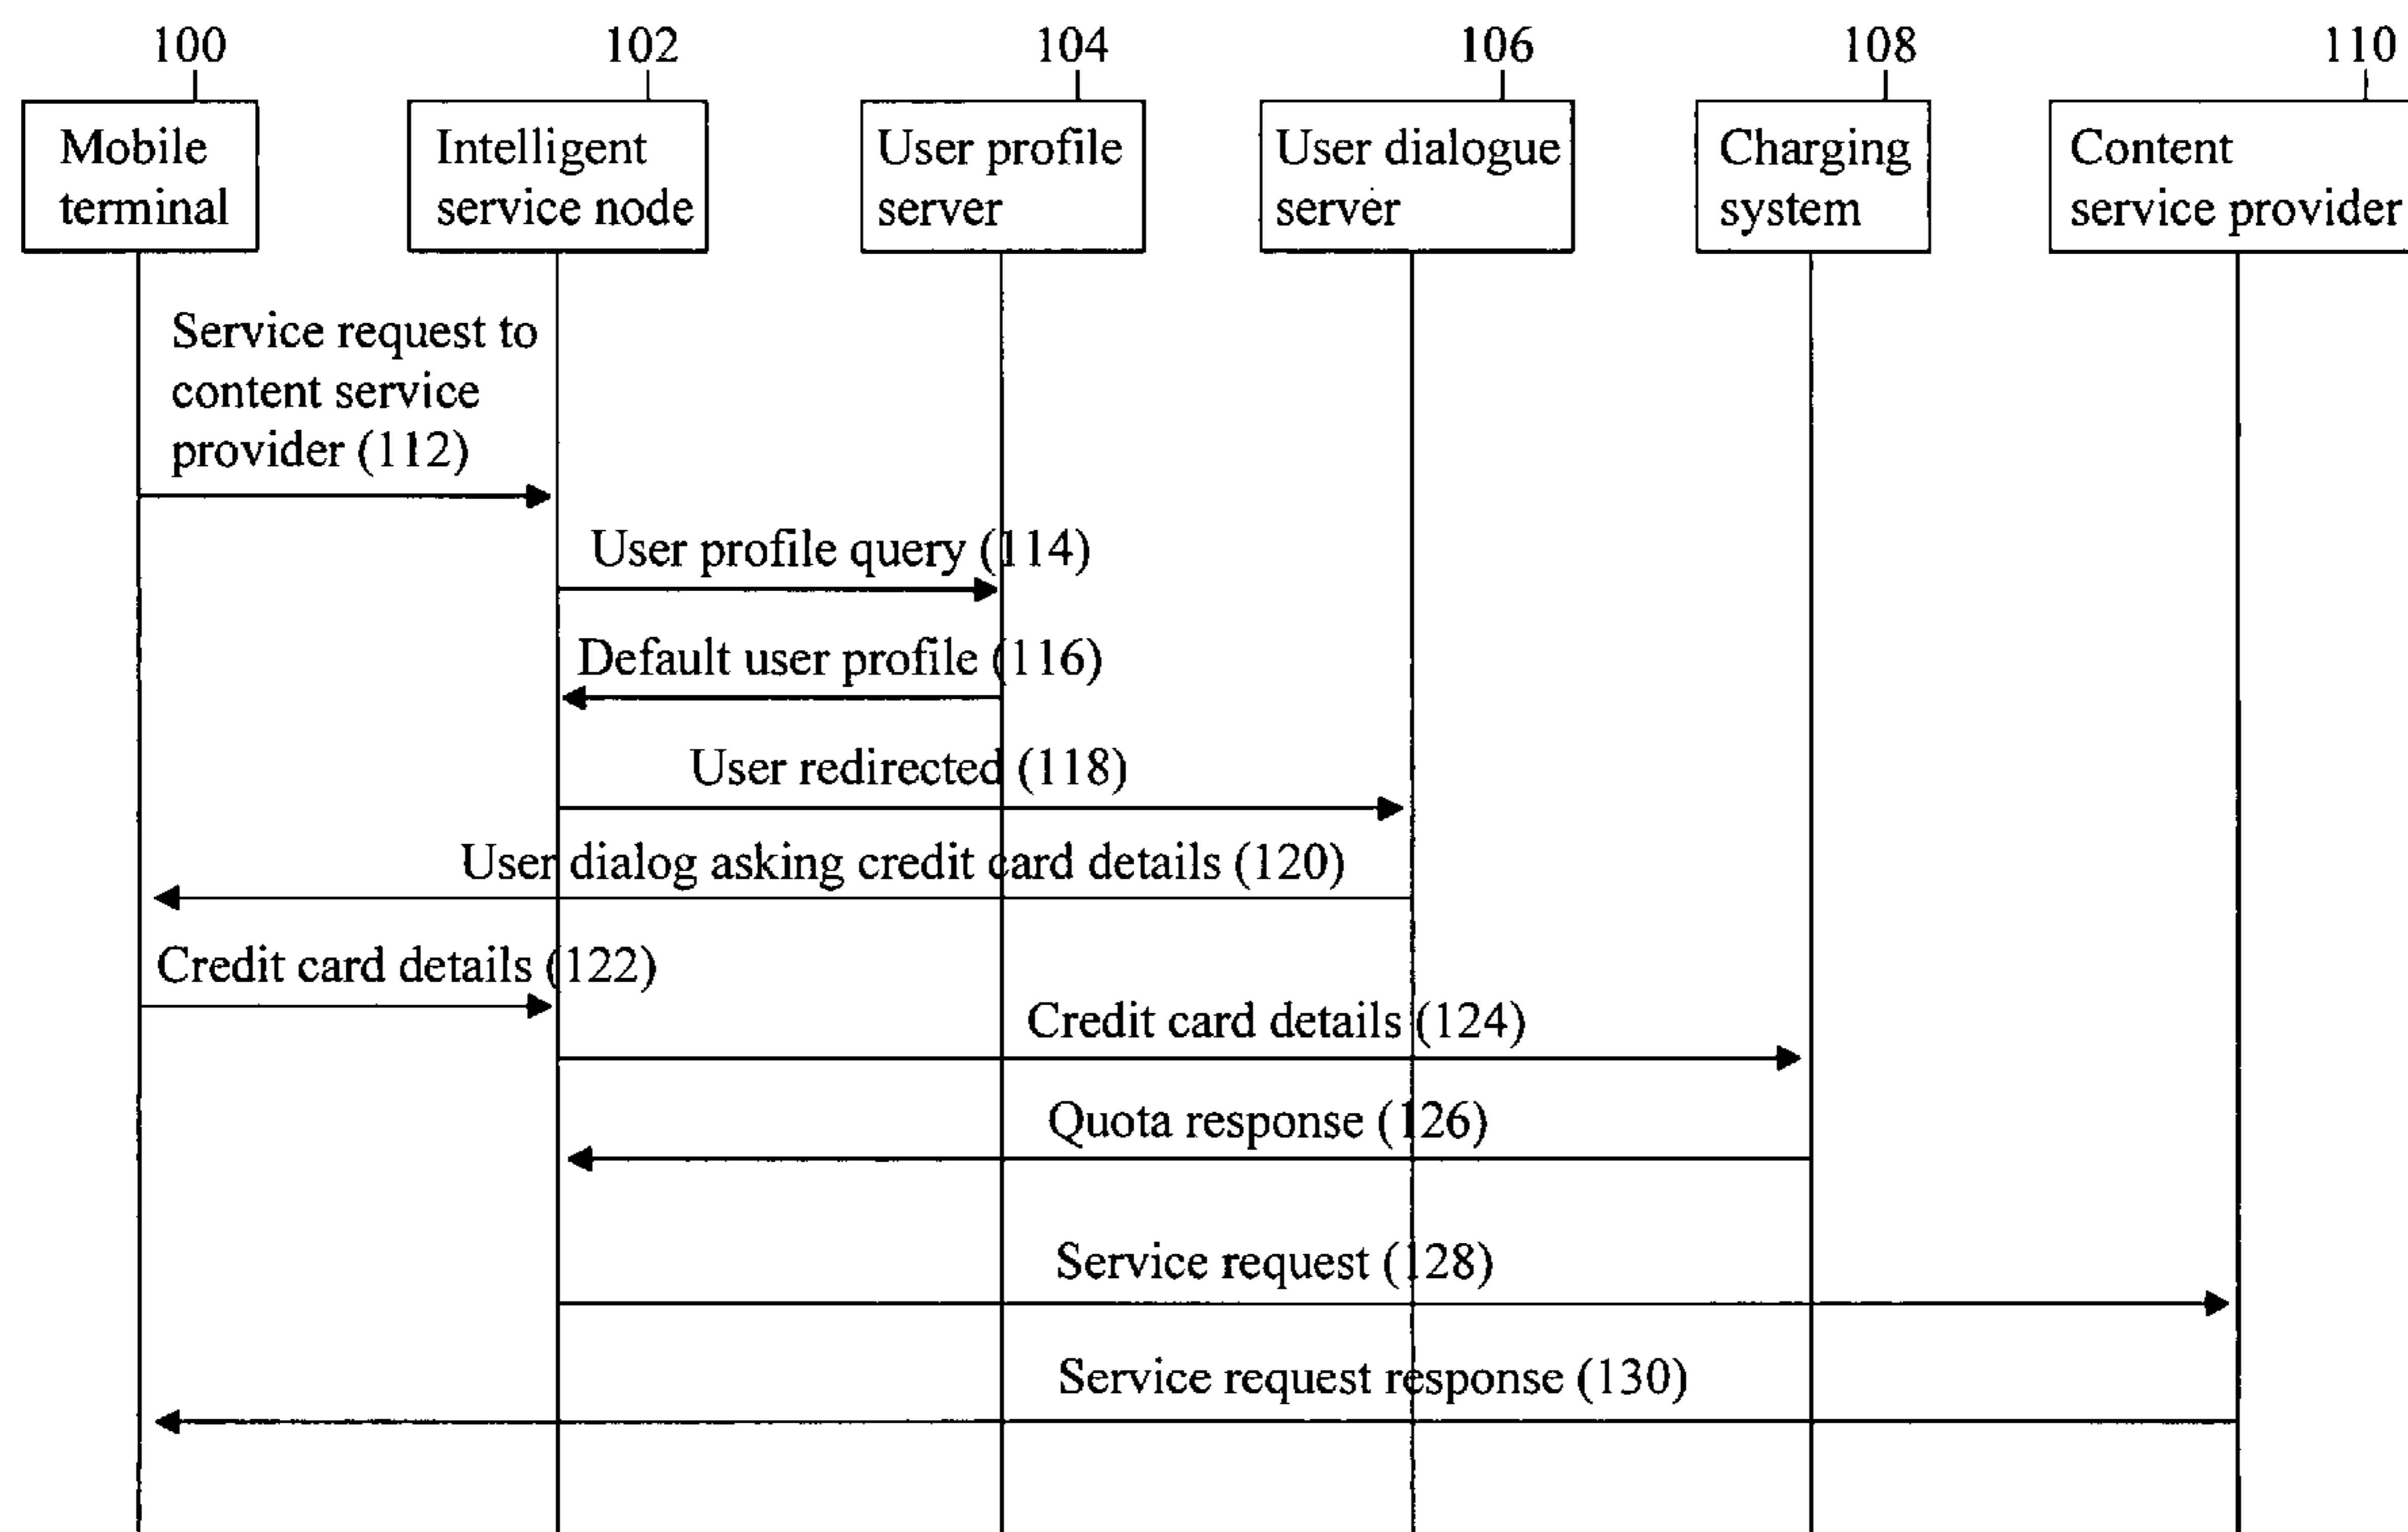 100
102
104
106
108
110
Mobile
terminal
Intelligent
service node
User profile
server
User dialogue
server
Charging
system
Content
service provider
Service request to
content service
provider (112)
User profile query (114)
Default user profile (116)
User redirected (118)
User dialog asking credit card details (120)
Credit card details (122)
Credit card details (124)
Quota response (126)
Service request (128)
Service request response (130)